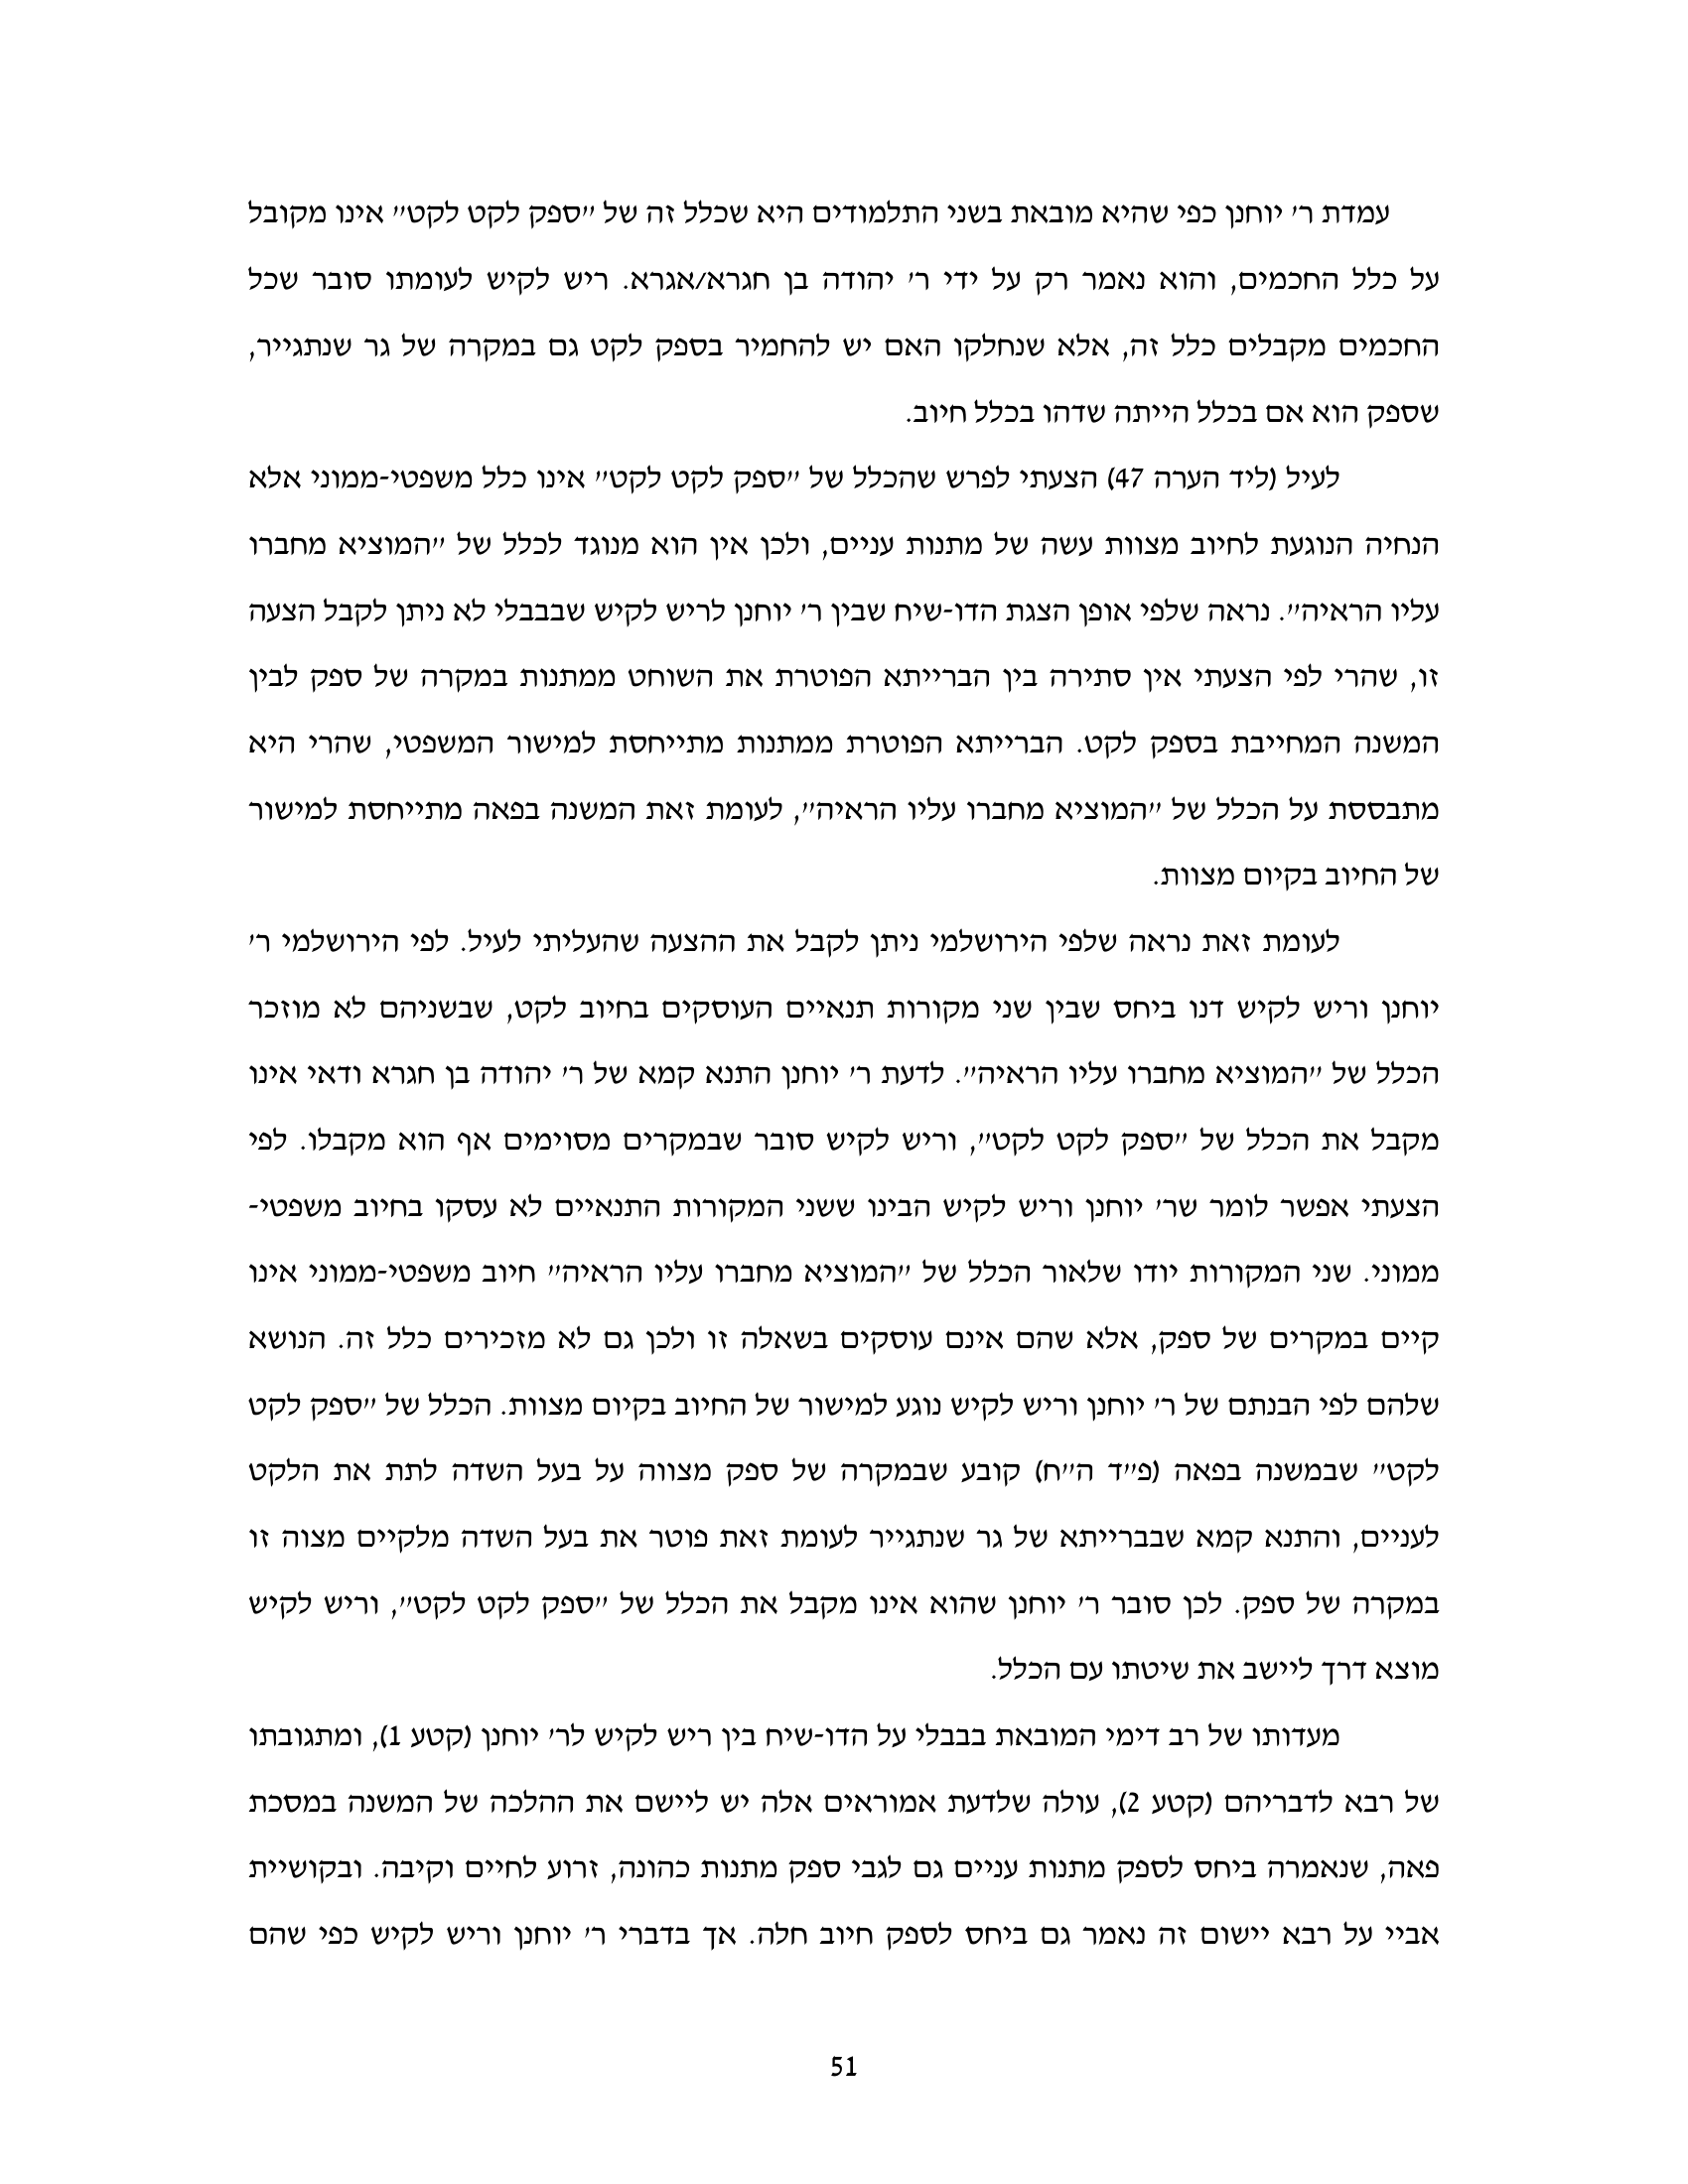 עמדת ר' יוחנן כפי שהיא מובאת בשני התלמודים היא שכלל זה של "ספק לקט לקט" אינו מקובל
על כלל החכמים, והוא נאמר רק על ידי ר' יהודה בן חגרא/אגרא. ריש לקיש לעומתו סובר שכל
החכמים מקבלים כלל זה, אלא שנחלקו האם יש להחמיר בספק לקט גם במקרה של גר שנתגייר,
שספק הוא אם בכלל הייתה שדהו בכלל חיוב.
לעיל (ליד הערה 47) הצעתי לפרש שהכלל של "ספק לקט לקט" אינו כלל משפטי-ממוני אלא
הנחיה הנוגעת לחיוב מצוות עשה של מתנות עניים, ולכן אין הוא מנוגד לכלל של "המוציא מחברו
עליו הראיה". נראה שלפי אופן הצגת הדו-שיח שבין ר' יוחנן לריש לקיש שבבבלי לא ניתן לקבל הצעה
זו, שהרי לפי הצעתי אין סתירה בין הברייתא הפוטרת את השוחט ממתנות במקרה של ספק לבין
המשנה המחייבת בספק לקט. הברייתא הפוטרת ממתנות מתייחסת למישור המשפטי, שהרי היא
מתבססת על הכלל של "המוציא מחברו עליו הראיה", לעומת זאת המשנה בפאה מתייחסת למישור
של החיוב בקיום מצוות.
לעומת זאת נראה שלפי הירושלמי ניתן לקבל את ההצעה שהעליתי לעיל. לפי הירושלמי ר'
יוחנן וריש לקיש דנו ביחס שבין שני מקורות תנאיים העוסקים בחיוב לקט, שבשניהם לא מוזכר
הכלל של "המוציא מחברו עליו הראיה". לדעת ר' יוחנן התנא קמא של ר' יהודה בן חגרא ודאי אינו
מקבל את הכלל של "ספק לקט לקט", וריש לקיש סובר שבמקרים מסוימים אף הוא מקבלו. לפי
הצעתי אפשר לומר שר' יוחנן וריש לקיש הבינו ששני המקורות התנאיים לא עסקו בחיוב משפטי-
ממוני. שני המקורות יודו שלאור הכלל של "המוציא מחברו עליו הראיה" חיוב משפטי-ממוני אינו
קיים במקרים של ספק, אלא שהם אינם עוסקים בשאלה זו ולכן גם לא מזכירים כלל זה. הנושא
שלהם לפי הבנתם של ר' יוחנן וריש לקיש נוגע למישור של החיוב בקיום מצוות. הכלל של "ספק לקט
לקט" שבמשנה בפאה (פ"ד ה"ח) קובע שבמקרה של ספק מצווה על בעל השדה לתת את הלקט
לעניים, והתנא קמא שבברייתא של גר שנתגייר לעומת זאת פוטר את בעל השדה מלקיים מצוה זו
במקרה של ספק. לכן סובר ר' יוחנן שהוא אינו מקבל את הכלל של "ספק לקט לקט", וריש לקיש
מוצא דרך ליישב את שיטתו עם הכלל.
מעדותו של רב דימי המובאת בבבלי על הדו-שיח בין ריש לקיש לר' יוחנן (קטע 1), ומתגובתו
של רבא לדבריהם (קטע 2), עולה שלדעת אמוראים אלה יש ליישם את ההלכה של המשנה במסכת
פאה, שנאמרה ביחס לספק מתנות עניים גם לגבי ספק מתנות כהונה, זרוע לחיים וקיבה. ובקושיית
אביי על רבא יישום זה נאמר גם ביחס לספק חיוב חלה. אך בדברי ר' יוחנן וריש לקיש כפי שהם
51